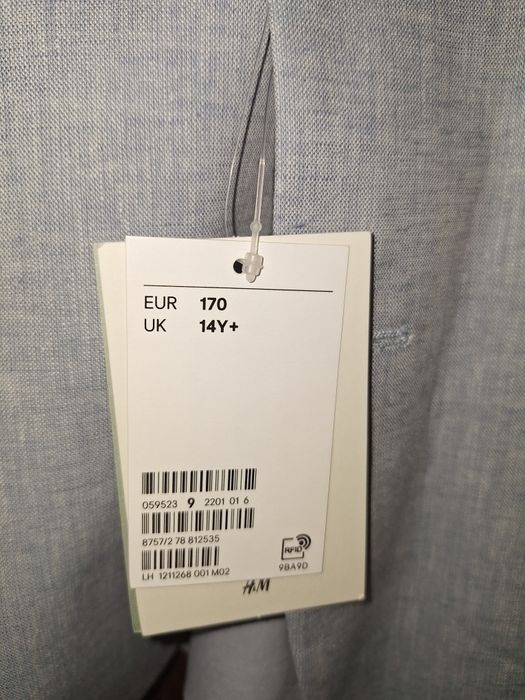 EUR 170
UK 14Y+
059523 9 2201 01 6
8757/2 78 812535
LH 1211268 001 M02
RFID
9BA9D
H&M